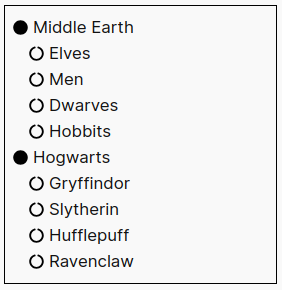 Middle Earth
Elves
Men
Dwarves
Hobbits
Hogwarts
Gryffindor
Slytherin
Hufflepuff
Ravenclaw